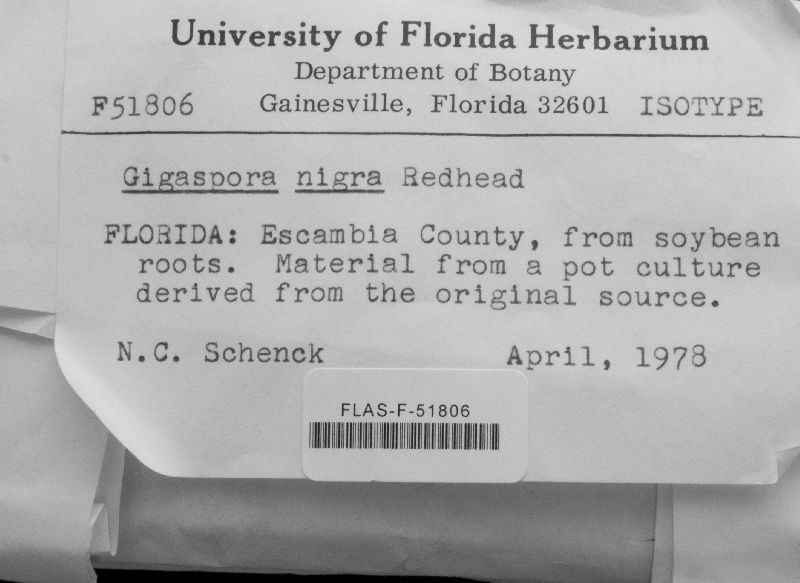 University of Florida Herbarium
Department of Botany
F51806 Gainesville, Florida 32601 ISOTYPE
Gigaspora nigra Redhead
FLORIDA: Escambia County, from soybean
roots. Material from a pot culture
derived from the original source.
N.C. Schenck April, 1978
FLAS-F-51806